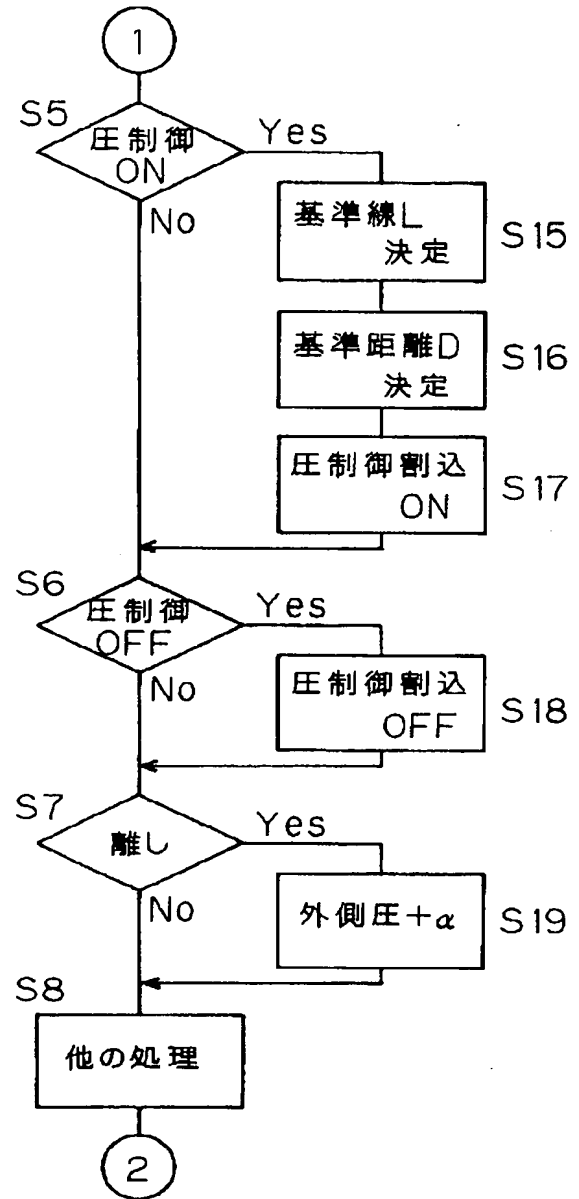 1
S5
圧制御
ON
Yes
No
基準線L
決定
S15
基準距離D
決定
S16
圧制御割込
ON
S17
S6
圧制御
OFF
Yes
No
圧制御割込
OFF
S18
S7
離し
Yes
No
外側圧+α
S19
S8
他の処理
2